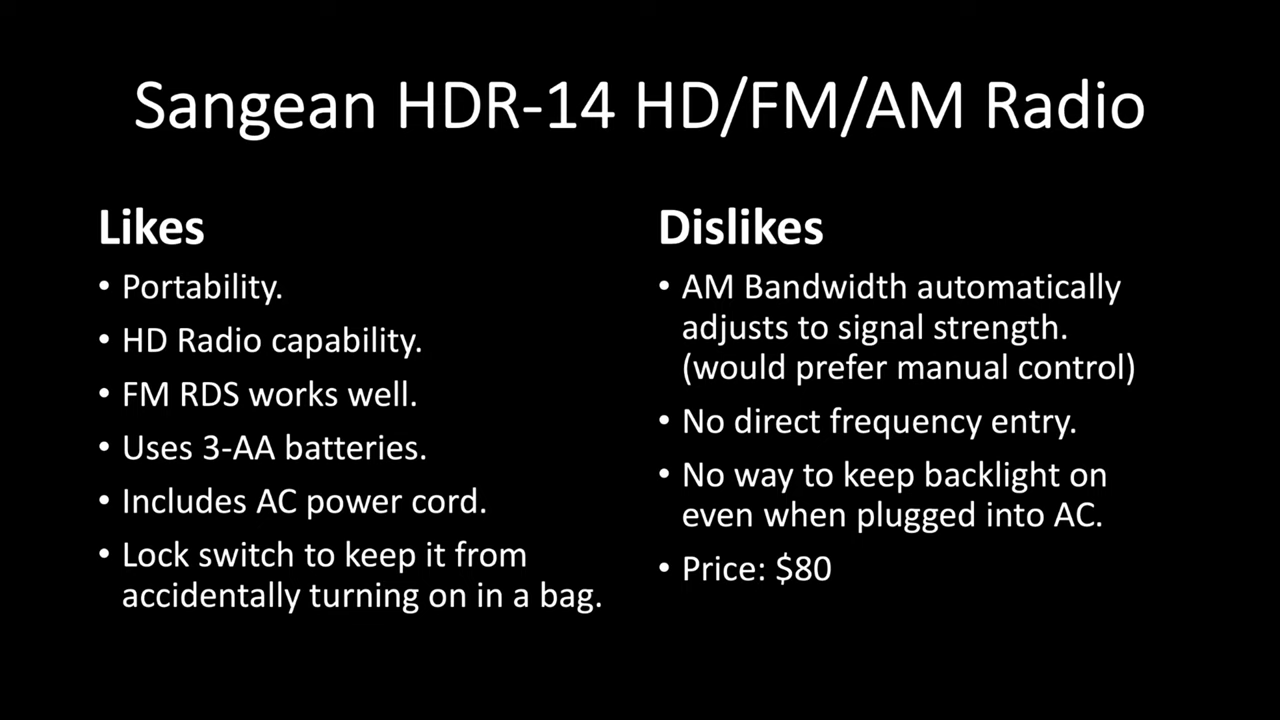 Sangean HDR-14 HD/FM/AM Radio
Likes
• Portability.
• HD Radio capability.
• FM RDS works well.
• Uses 3-AA batteries.
• Includes AC power cord.
• Lock switch to keep it from
accidentally turning on in a bag.
Dislikes
• AM Bandwidth automatically
adjusts to signal strength.
(would prefer manual control)
• No direct frequency entry.
• No way to keep backlight on
even when plugged into AC.
• Price: $80